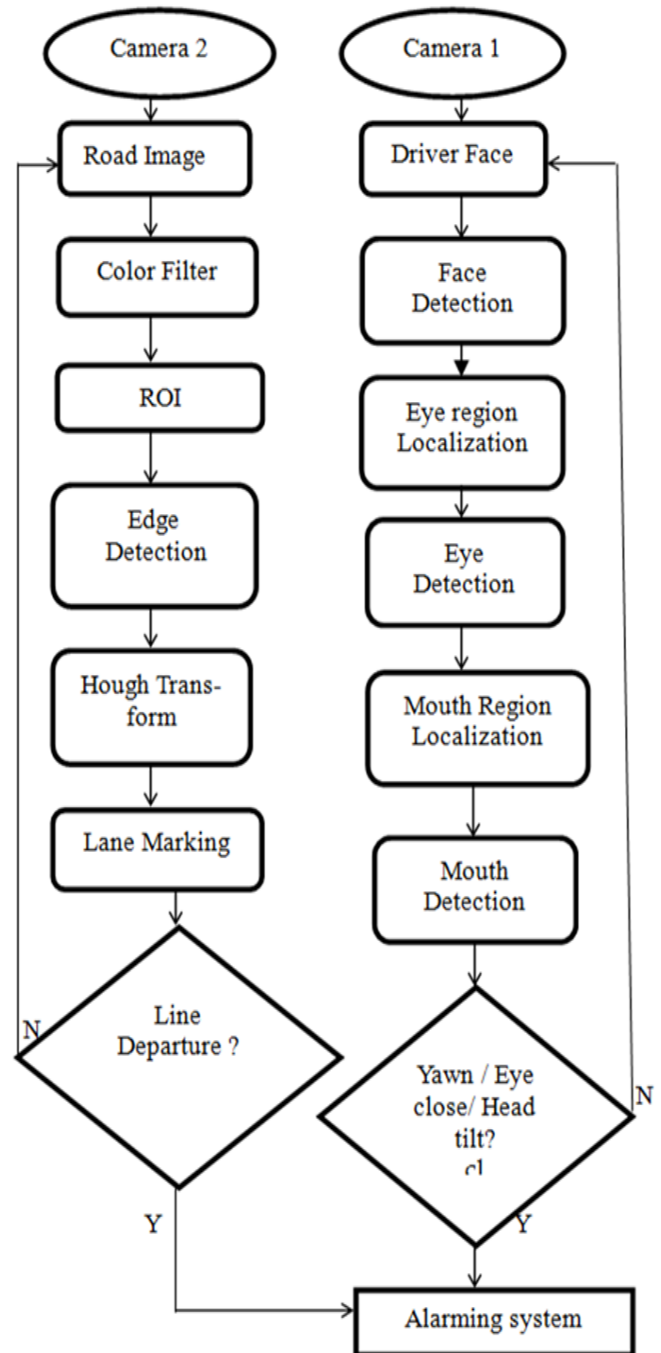 Camera 2
Road Image
Color Filter
ROI
Edge
Detection
Hough Trans-
form
Lane Marking
Line
Departure ?
N
Y
Camera 1
Driver Face
Face
Detection
Eye region
Localization
Eye
Detection
Mouth Region
Localization
Mouth
Detection
Yawn / Eye
close/ Head
tilt?
N
Y
Alarming system